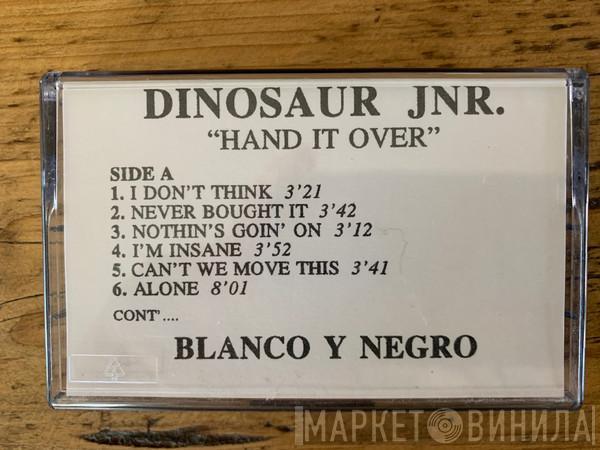 DINOSAUR JNR.
“HAND IT OVER”
SIDE A
1. I DON'T THINK 3'21
2. NEVER BOUGHT IT 3'42
3. NOTHIN'S GOIN' ON 3'12
4. I'M INSANE 3'52
5. CAN'T WE MOVE THIS 3'41
6. ALONE 8'01
CONT'....
BLANCO Y NEGRO
МАРКЕТ ВИНИЛА